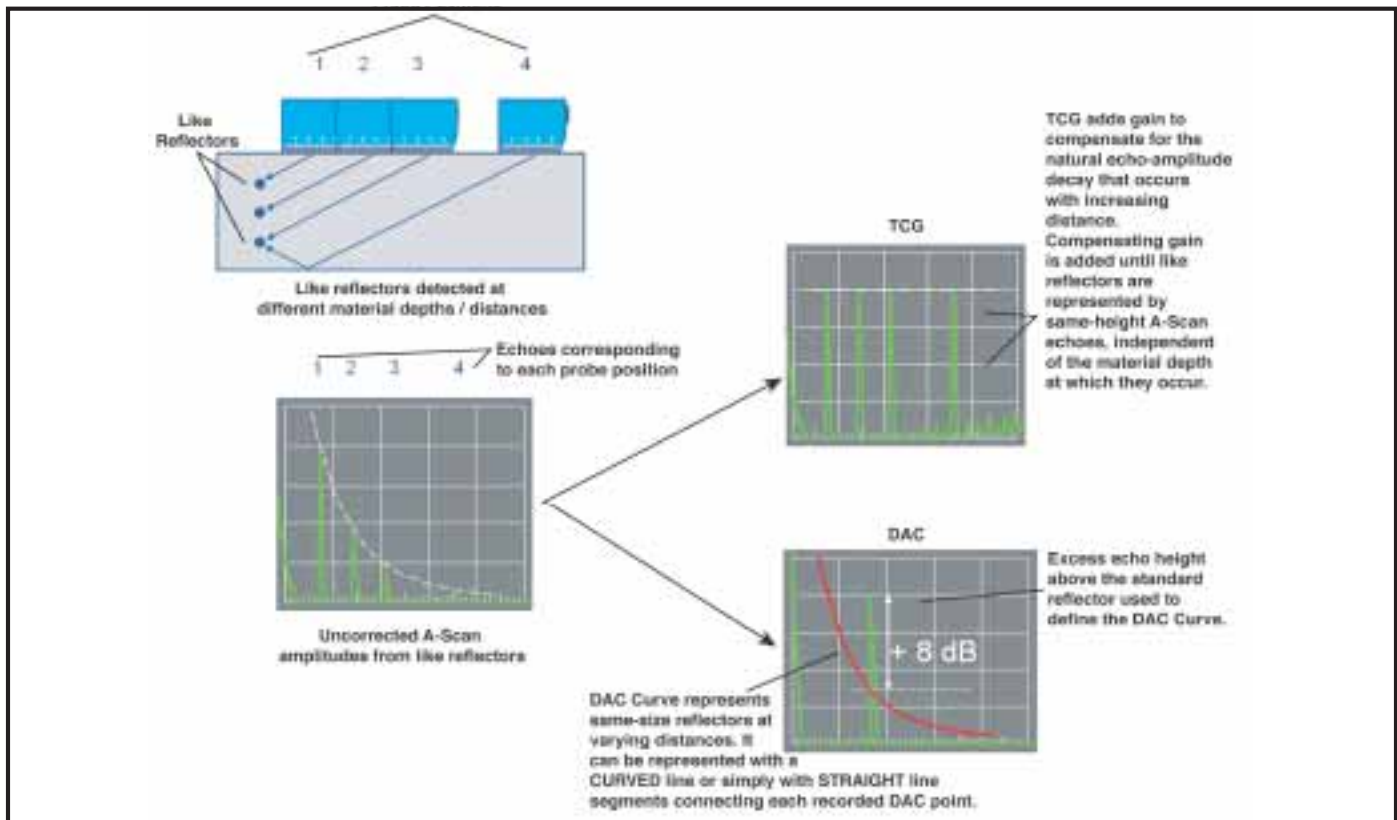 1 2 3 4
Like
Reflectors
Like reflectors detected at
different material depths / distances
Echoes corresponding
to each probe position
1 2 3 4
Uncorrected A-Scan
amplitudes from like reflectors
TCG
TCG adds gain to
compensate for the
natural echo-amplitude
decay that occurs
with increasing
distance.
Compensating gain
is added until like
reflectors are
represented by
same-height A-Scan
echoes, independent
of the material depth
at which they occur.
DAC
+ 8 dB
Excess echo height
above the standard
reflector used to
define the DAC Curve.
DAC Curve represents
same-size reflectors at
varying distances. It
can be represented with a
CURVED line or simply with STRAIGHT line
segments connecting each recorded DAC point.